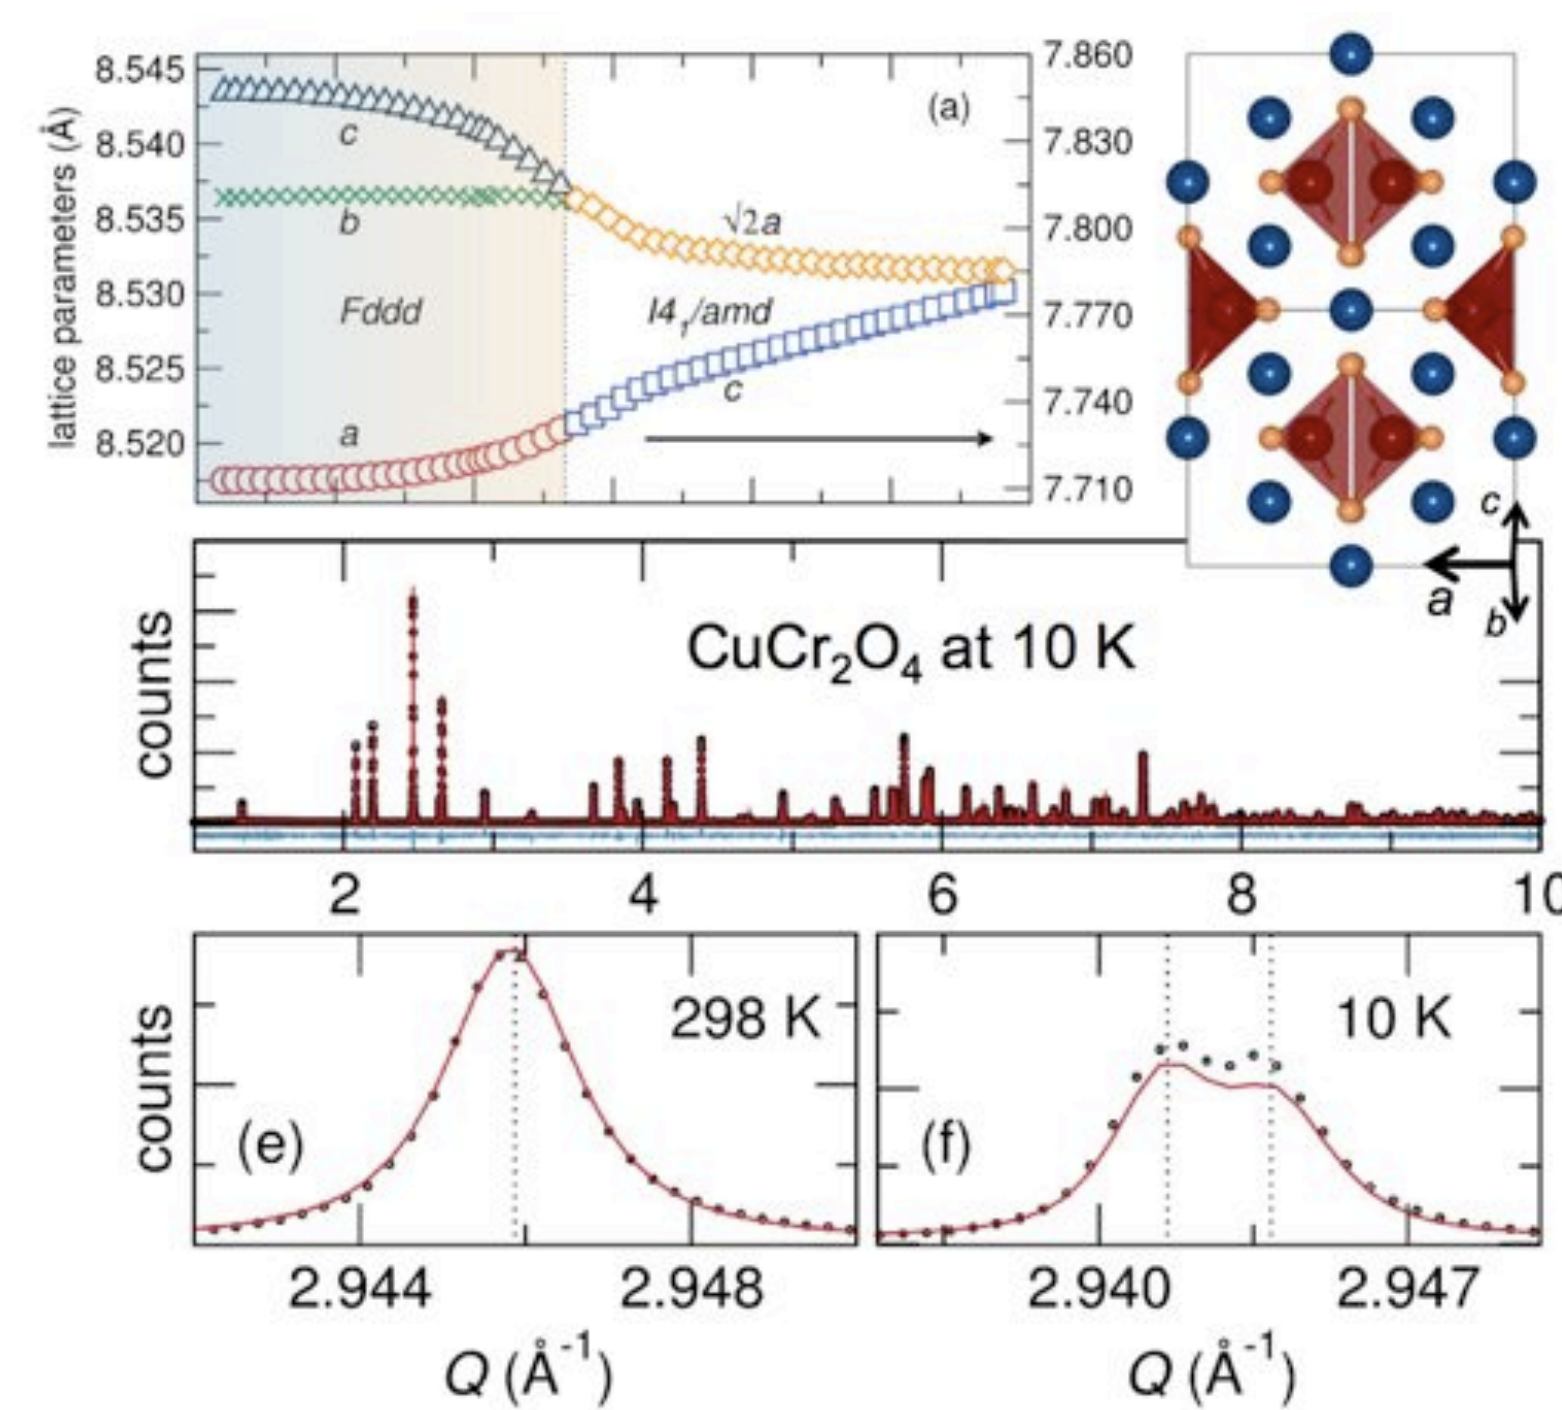 lattice parameters (Å)
8.545
8.540
8.535
8.530
8.525
8.520
c
b
Fddd
a
(a)
√2a
I4₁/amd
c
7.860
7.830
7.800
7.770
7.740
7.710
c
a
b
counts
CuCr₂O₄ at 10 K
2
4
6
8
10
counts
(e)
298 K
2.944
2.948
Q (Å⁻¹)
(f)
10 K
2.940
2.947
Q (Å⁻¹)